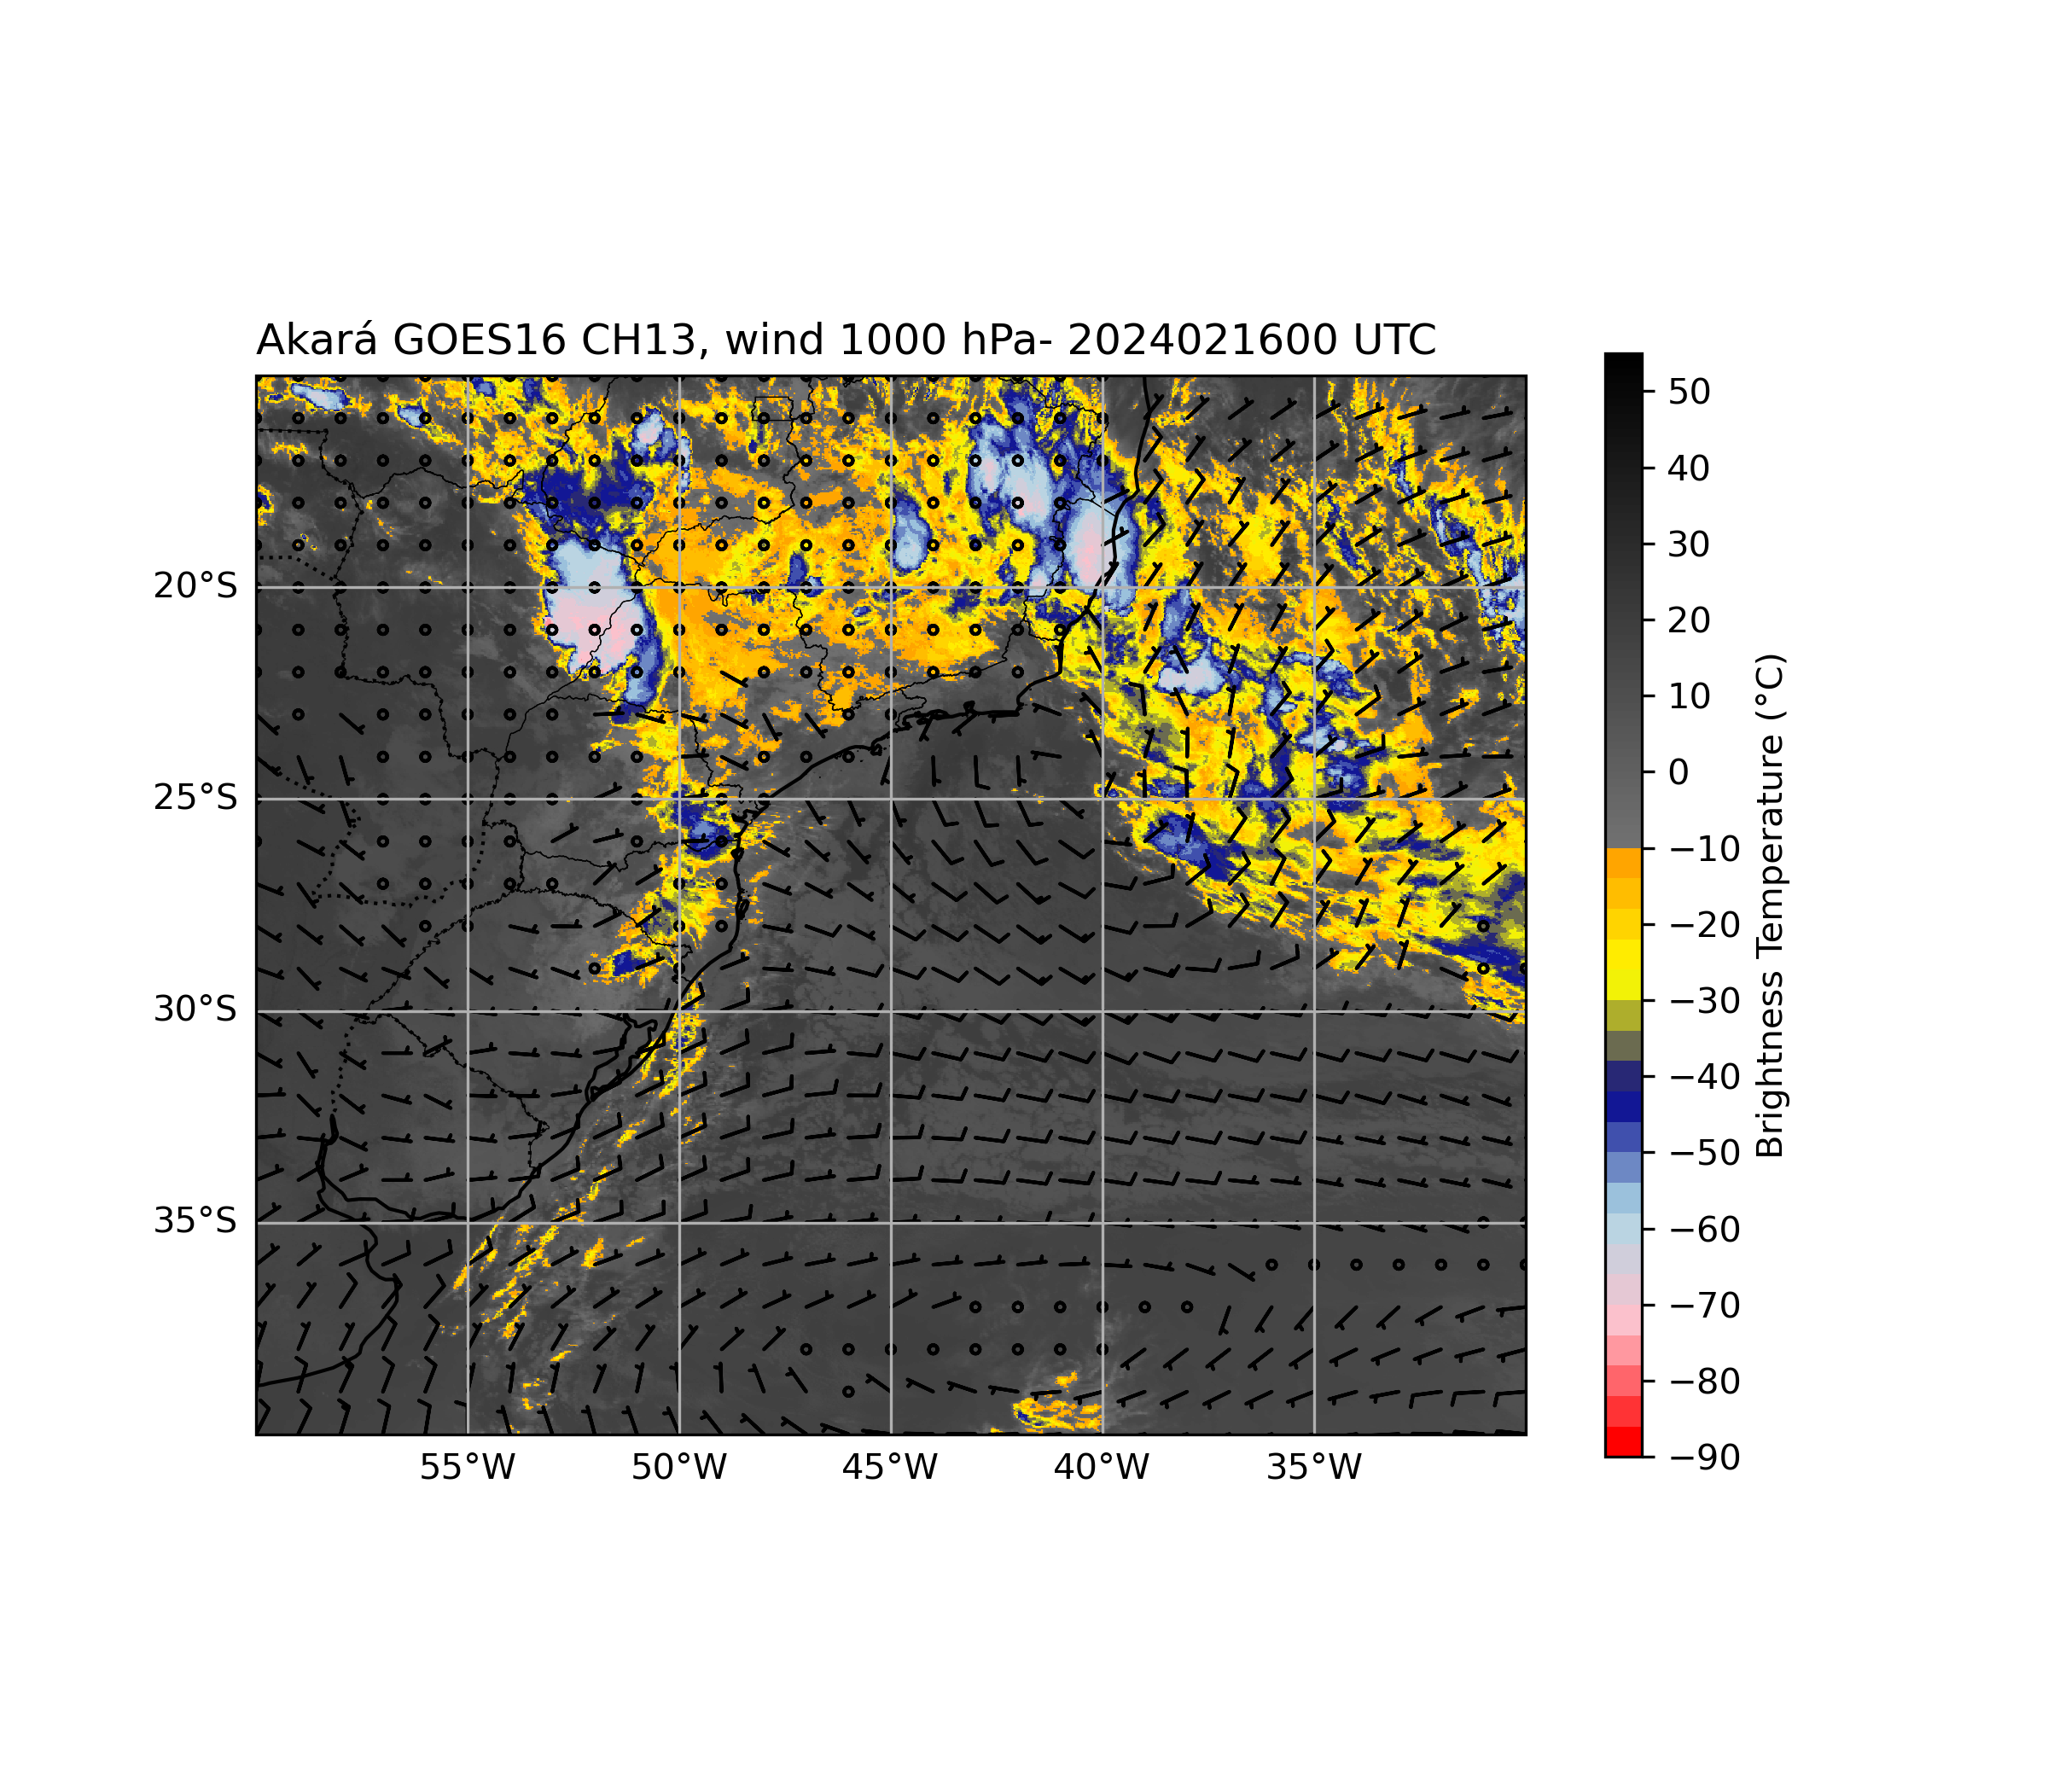 Akará GOES16 CH13, wind 1000 hPa- 2024021600 UTC
20°S
25°S
30°S
35°S
55°W
50°W
45°W
40°W
35°W
50
40
30
20
10
0
−10
−20
−30
−40
−50
−60
−70
−80
−90
Brightness Temperature (°C)